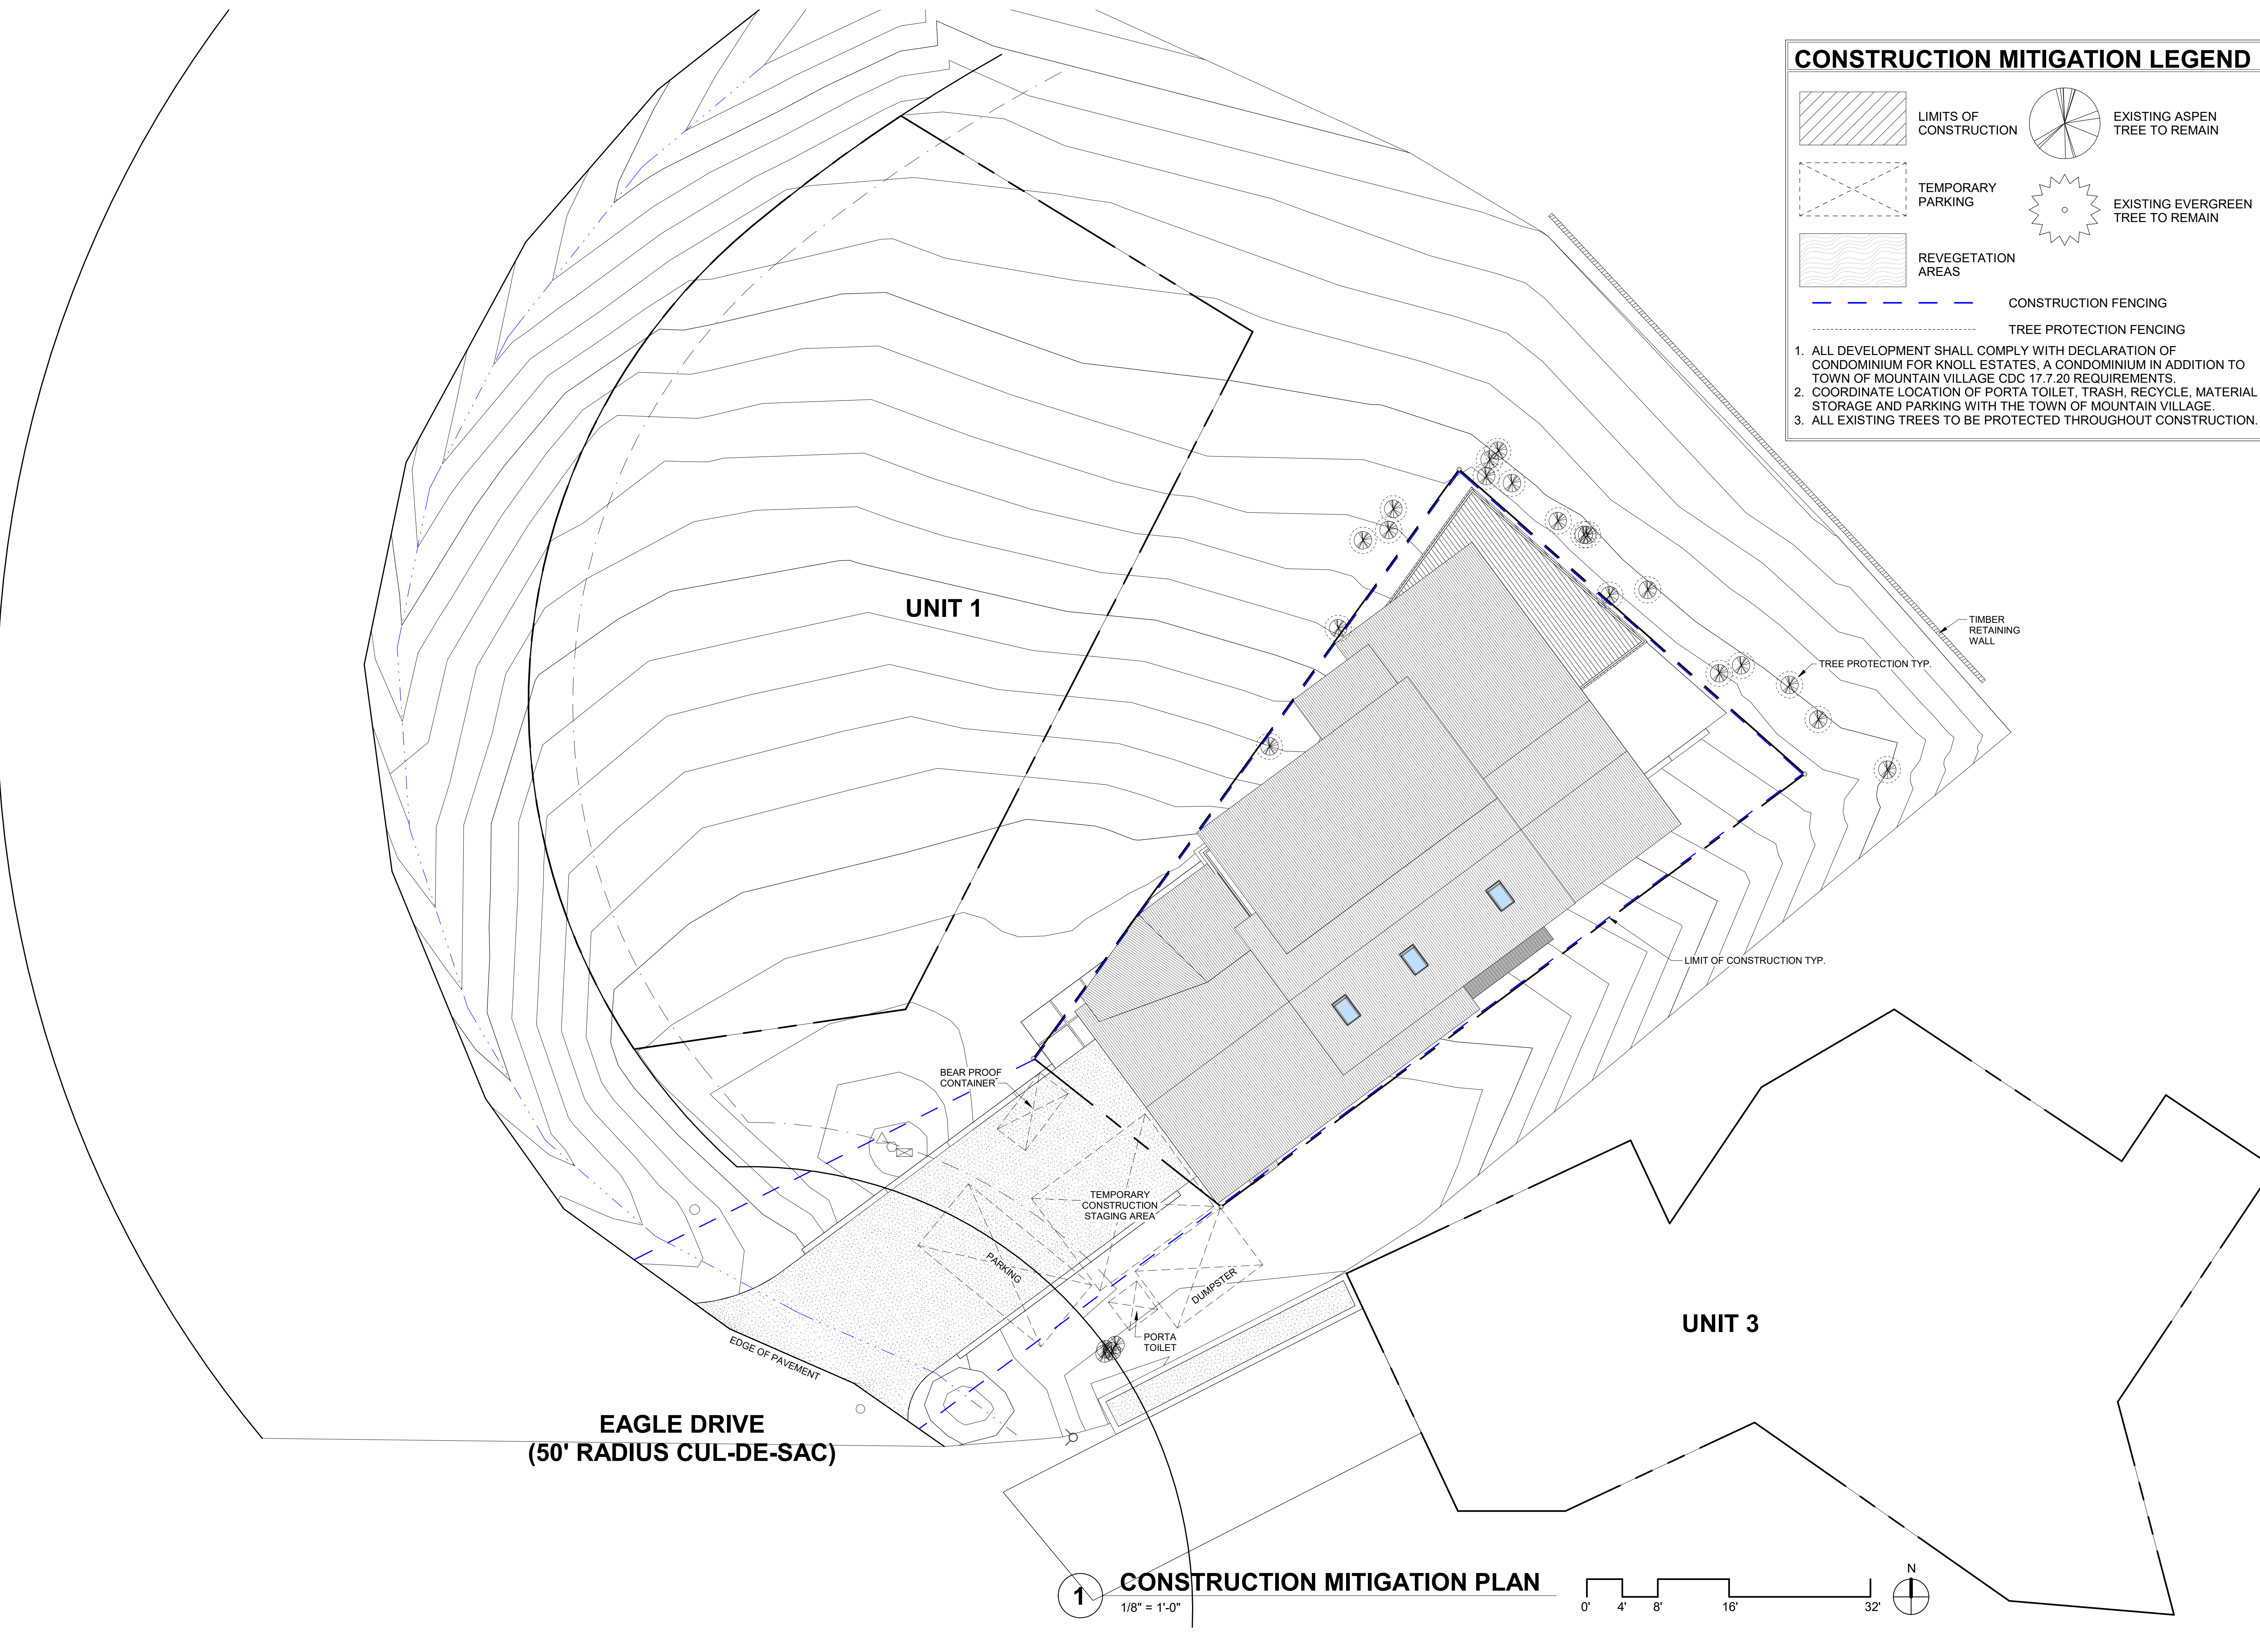 CONSTRUCTION MITIGATION LEGEND
LIMITS OF
CONSTRUCTION
EXISTING ASPEN
TREE TO REMAIN
TEMPORARY
PARKING
EXISTING EVERGREEN
TREE TO REMAIN
REVEGETATION
AREAS
CONSTRUCTION FENCING
TREE PROTECTION FENCING
1. ALL DEVELOPMENT SHALL COMPLY WITH DECLARATION OF
CONDOMINIUM FOR KNOLL ESTATES, A CONDOMINIUM IN ADDITION TO
TOWN OF MOUNTAIN VILLAGE CDC 17.7.20 REQUIREMENTS.
2. COORDINATE LOCATION OF PORTA TOILET, TRASH, RECYCLE, MATERIAL
STORAGE AND PARKING WITH THE TOWN OF MOUNTAIN VILLAGE.
3. ALL EXISTING TREES TO BE PROTECTED THROUGHOUT CONSTRUCTION.
UNIT 1
TIMBER
RETAINING
WALL
TREE PROTECTION TYP.
LIMIT OF CONSTRUCTION TYP.
BEAR PROOF
CONTAINER
TEMPORARY
CONSTRUCTION
STAGING AREA
PARKING
DUMPSTER
PORTA
TOILET
EDGE OF PAVEMENT
UNIT 3
EAGLE DRIVE
(50' RADIUS CUL-DE-SAC)
1
CONSTRUCTION MITIGATION PLAN
1/8" = 1'-0"
0' 4' 8' 16' 32'
N